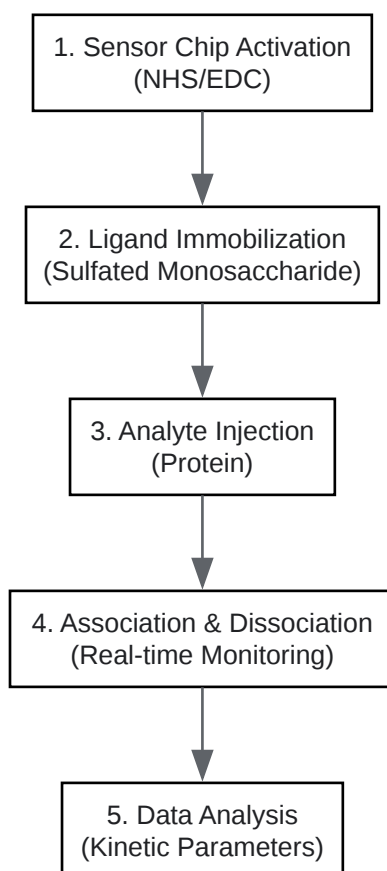 1. Sensor Chip Activation
(NHS/EDC)
2. Ligand Immobilization
(Sulfated Monosaccharide)
3. Analyte Injection
(Protein)
4. Association & Dissociation
(Real-time Monitoring)
5. Data Analysis
(Kinetic Parameters)